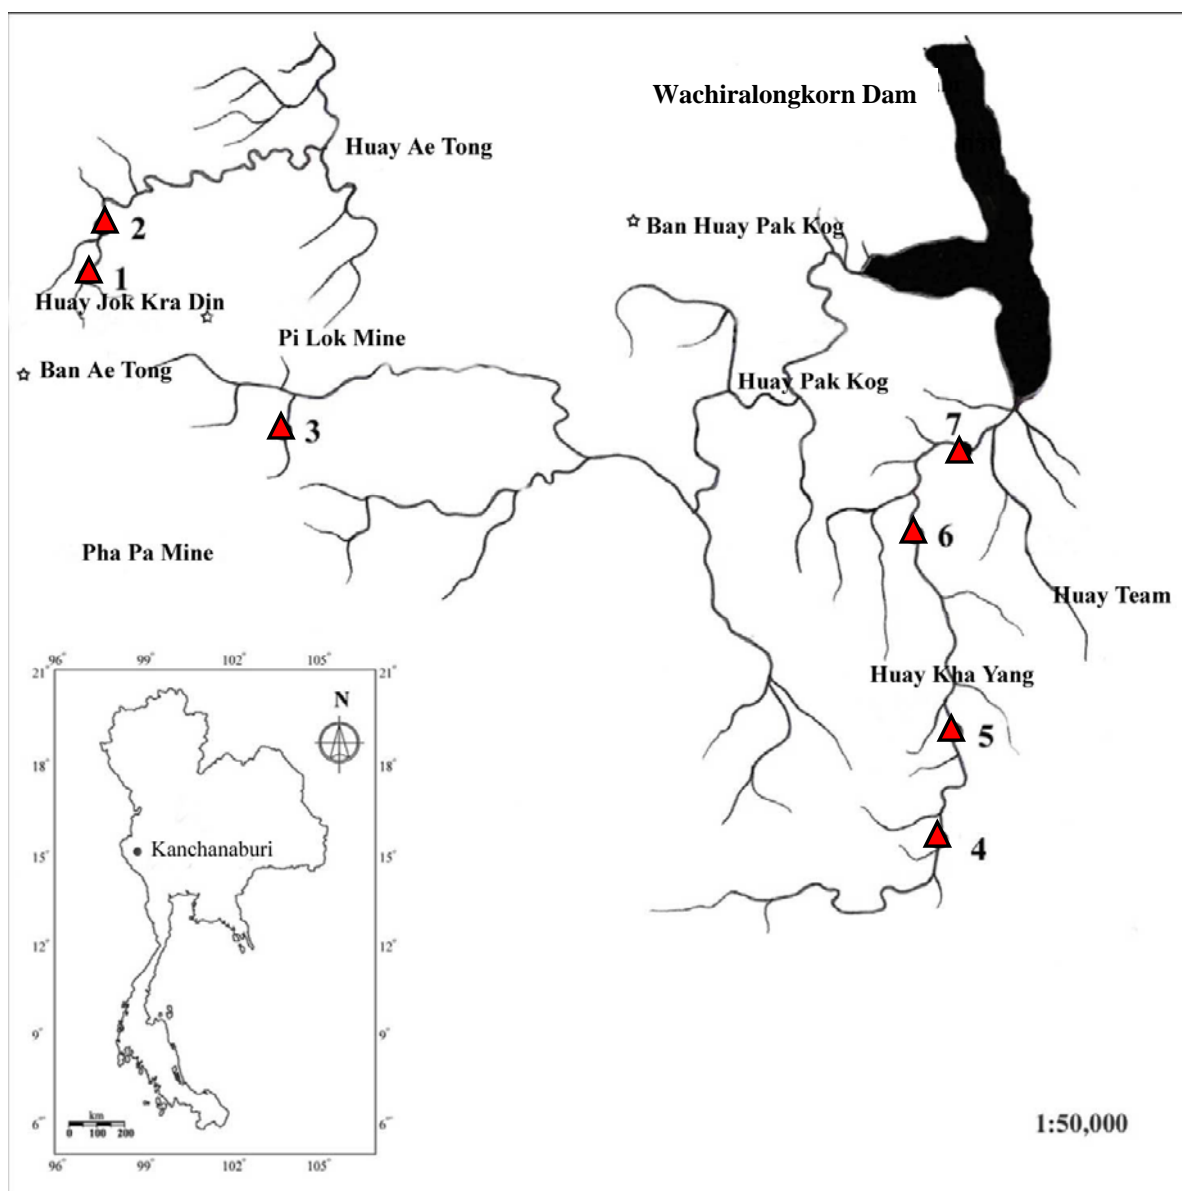 Wachiralongkorn Dam
Huay Ae Tong
2
Ban Huay Pak Kog
1
Huay Jok Kra Din
Pi Lok Mine
Ban Ae Tong
Huay Pak Kog
3
7
6
Pha Pa Mine
Huay Team
Huay Kha Yang
5
4
96° 99° 102° 105°
21° 21°
N
18° 18°
Kanchanaburi
15° 15°
12° 12°
9° 9°
km
0 100 200
6° 6°
96° 99° 102° 105°
1:50,000